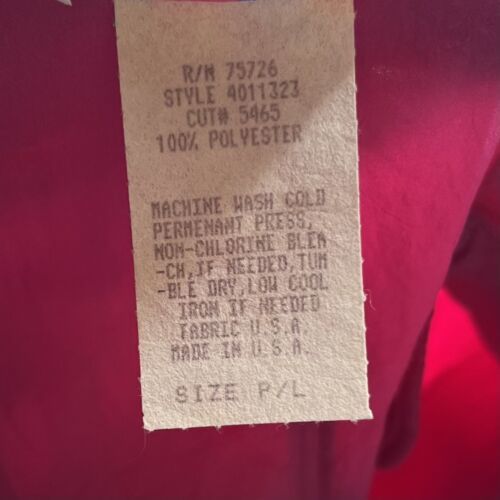 R/N 75726
STYLE 4011323
CUT# 5465
100% POLYESTER
MACHINE WASH COLD
PERMENANT PRESS,
NON-CHLORINE BLEA
-CH, IF NEEDED, TUM
-BLE DRY, LOW COOL
IRON IF NEEDED
FABRIC U.S.A.
MADE IN U.S.A.
SIZE P/L